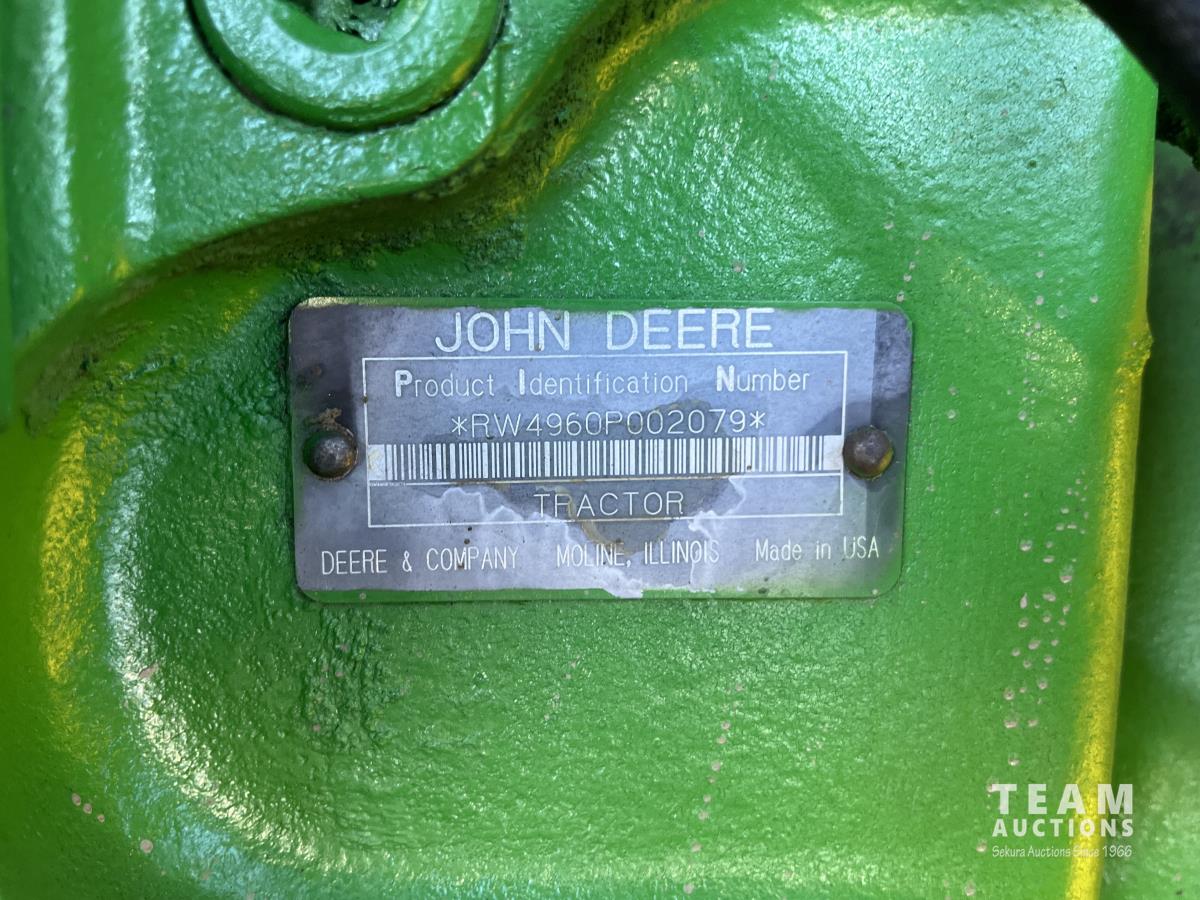 JOHN DEERE
Product Identification Number
*RW4960P002079*
TRACTOR
DEERE & COMPANY MOLINE, ILLINOIS Made in USA
TEAM
AUCTIONS
Sekura Auctions Since 1966